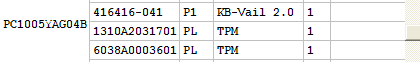 416416-041 P1 KB-Vail 2.0 1
PC1005YAG04B 1310A2031701 PL TPM 1
6038A0003601 PL TPM 1